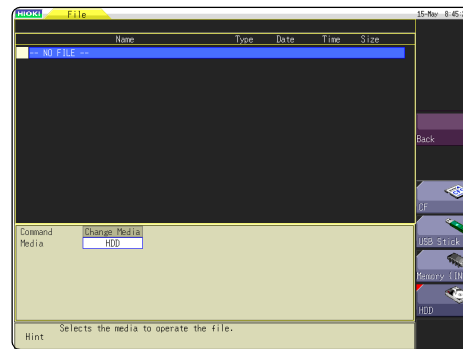 HIOKI File 15-May 8:45:
Name Type Date Time Size
-- NO FILE --
Back
CF
Command Change Media
Media HDD
USB Stick
Memory (IN
HDD
Selects the media to operate the file.
Hint